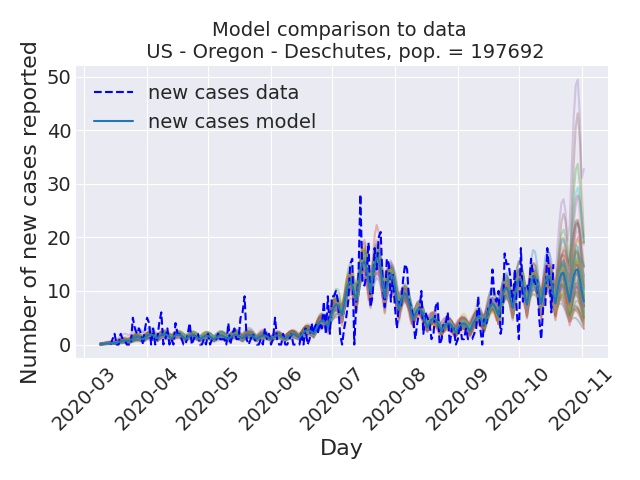 Model comparison to data
US - Oregon - Deschutes, pop. = 197692
Number of new cases reported
50
40
30
20
10
0
new cases data
new cases model
2020-03
2020-04
2020-05
2020-06
2020-07
2020-08
2020-09
2020-10
2020-11
Day